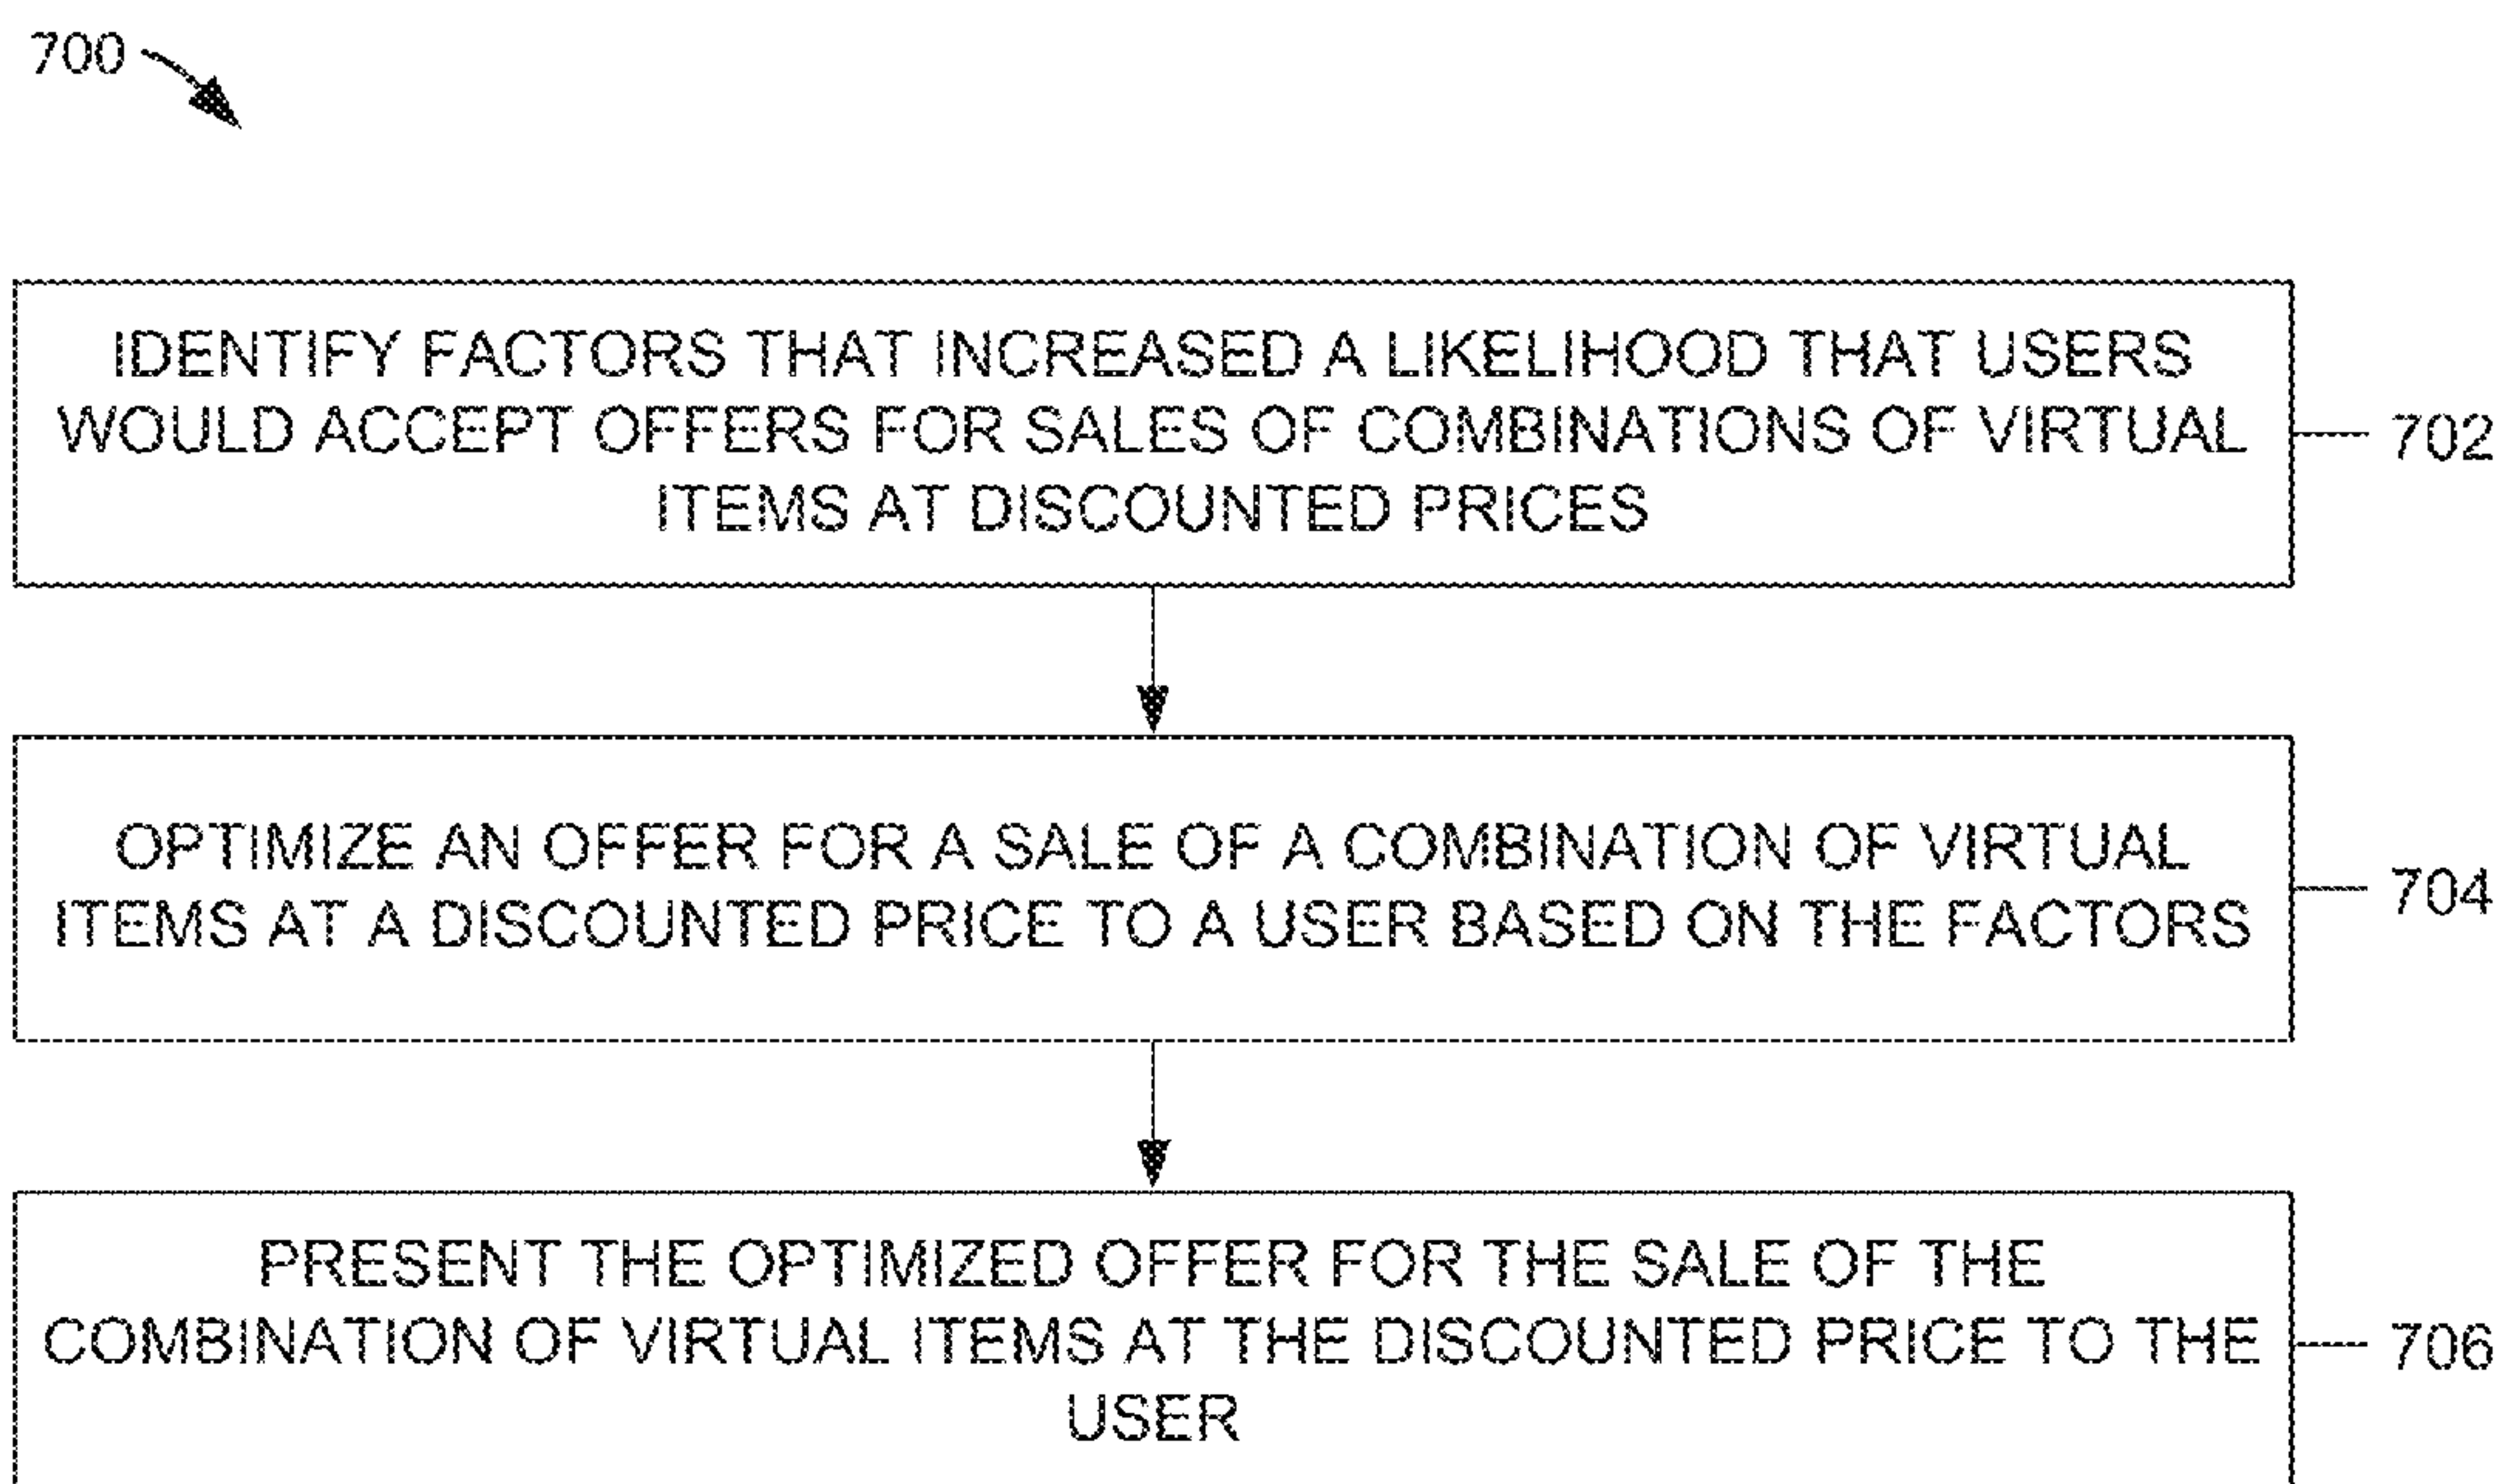 700
IDENTIFY FACTORS THAT INCREASED A LIKELIHOOD THAT USERS
WOULD ACCEPT OFFERS FOR SALES OF COMBINATIONS OF VIRTUAL
ITEMS AT DISCOUNTED PRICES
702
OPTIMIZE AN OFFER FOR A SALE OF A COMBINATION OF VIRTUAL
ITEMS AT A DISCOUNTED PRICE TO A USER BASED ON THE FACTORS
704
PRESENT THE OPTIMIZED OFFER FOR THE SALE OF THE
COMBINATION OF VIRTUAL ITEMS AT THE DISCOUNTED PRICE TO THE
USER
706